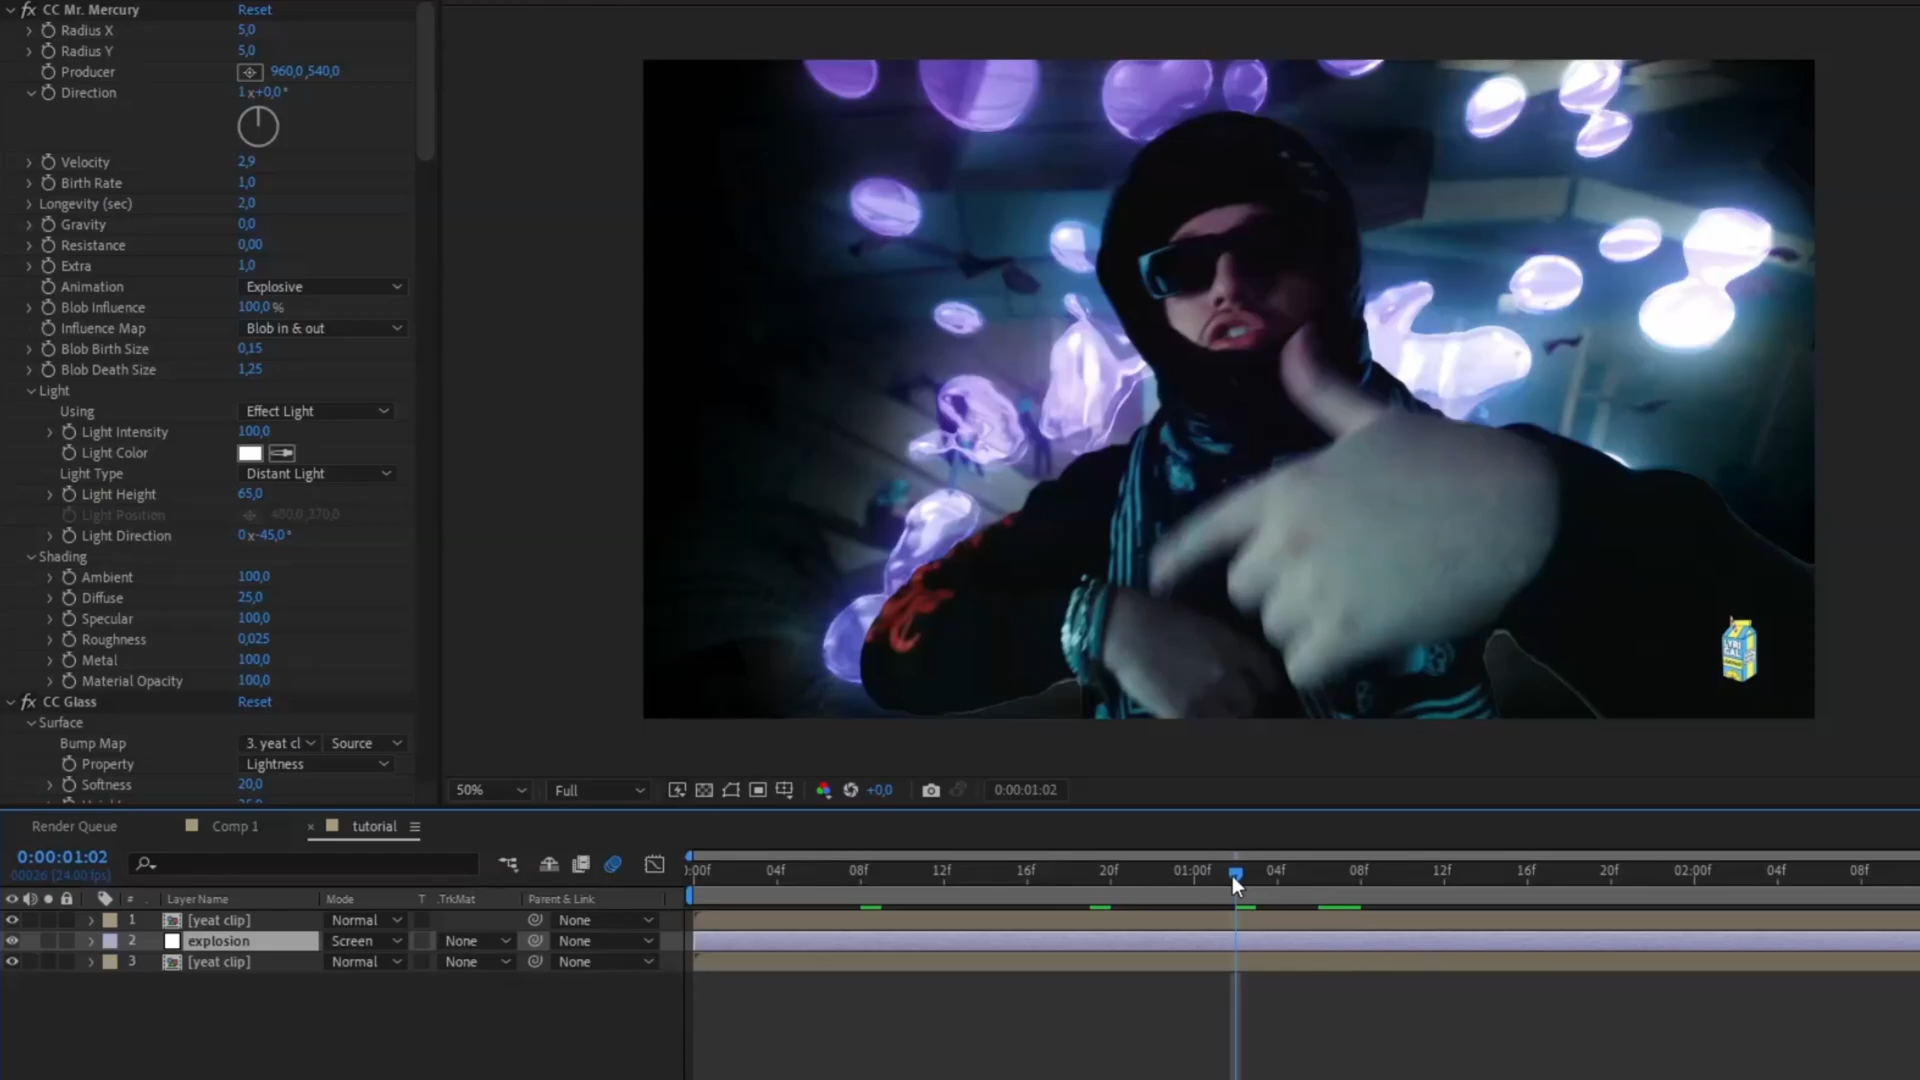 fx CC Mr. Mercury Reset
Radius X 5,0
Radius Y 5,0
Producer 960,0 ,540,0
Direction 1 x+0,0°
Velocity 2,9
Birth Rate 1,0
Longevity (sec) 2,0
Gravity 0,0
Resistance 0,00
Extra 1,0
Animation Explosive
Blob Influence 100,0 %
Influence Map Blob in & out
Blob Birth Size 0,15
Blob Death Size 1,25
Light
Using Effect Light
Light Intensity 100,0
Light Color
Light Type Distant Light
Light Height 65,0
Light Position 480,0 ,270,0
Light Direction 0 x-45,0°
Shading
Ambient 100,0
Diffuse 25,0
Specular 100,0
Roughness 0,025
Metal 100,0
Material Opacity 100,0
fx CC Glass Reset
Surface
Bump Map 3. yeat cl Source
Property Lightness
Softness 20,0
LYRI
CAL
50% Full +0,0 0:00:01:02
Render Queue Comp 1 × tutorial
0:00:01:02
00026 (24.00 fps)
:00f 04f 08f 12f 16f 20f 01:00f 04f 08f 12f 16f 20f 02:00f 04f 08f
# Layer Name Mode T .TrkMat Parent & Link
1 [yeat clip] Normal None
2 explosion Screen None None
3 [yeat clip] Normal None None